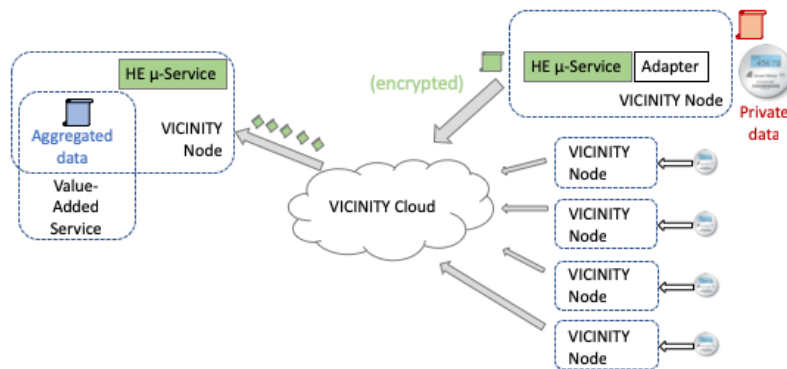 HE µ-Service
Aggregated
data
VICINITY
Node
Value-
Added
Service
(encrypted)
VICINITY Cloud
HE µ-Service
Adapter
VICINITY Node
Private
data
VICINITY
Node
VICINITY
Node
VICINITY
Node
VICINITY
Node